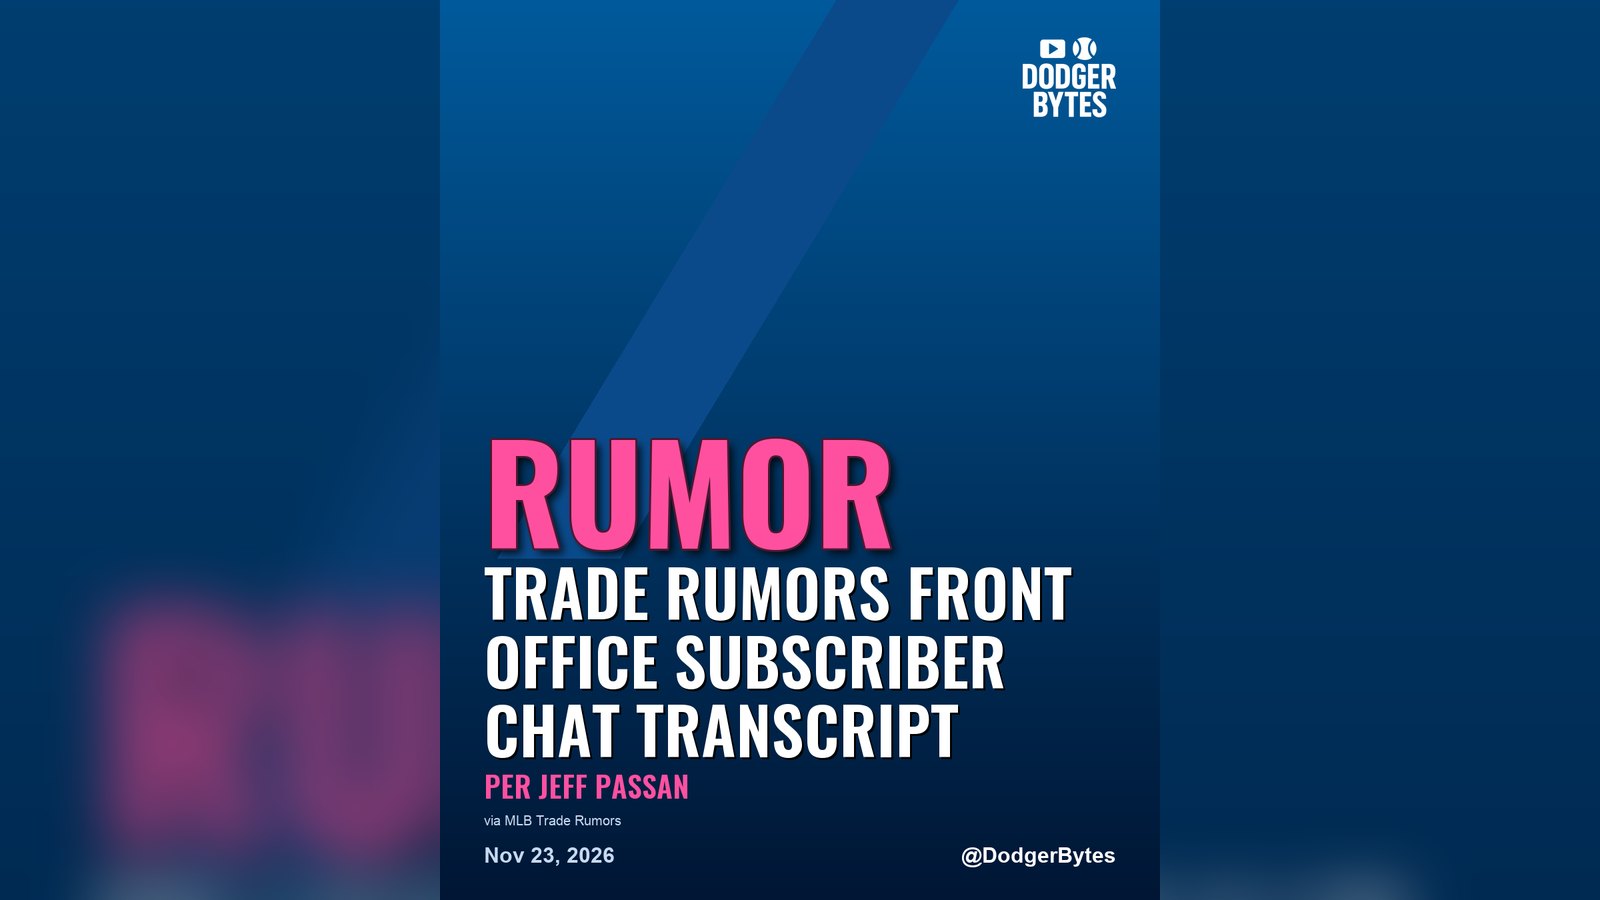 DODGER
BYTES
RUMOR
TRADE RUMORS FRONT
OFFICE SUBSCRIBER
CHAT TRANSCRIPT
PER JEFF PASSAN
via MLB Trade Rumors
Nov 23, 2026
@DodgerBytes